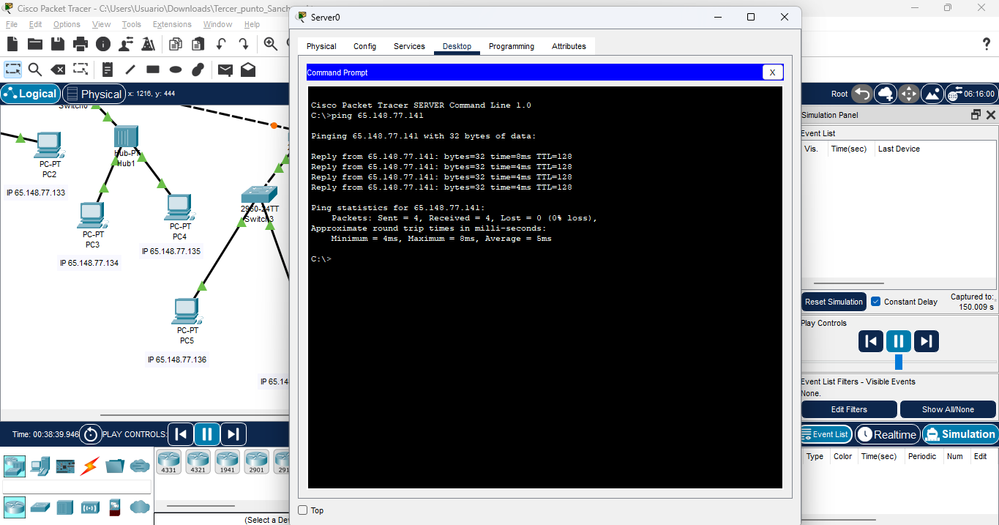 Cisco Packet Tracer - C:\Users\Usuario\Downloads\Tercer_punto_Sanch
Server0
File Edit Options View Tools Extensions Window Help
Physical Config Services Desktop Programming Attributes
Command Prompt
X
Cisco Packet Tracer SERVER Command Line 1.0
C:\>ping 65.148.77.141
Pinging 65.148.77.141 with 32 bytes of data:
Reply from 65.148.77.141: bytes=32 time=8ms TTL=128
Reply from 65.148.77.141: bytes=32 time=4ms TTL=128
Reply from 65.148.77.141: bytes=32 time=4ms TTL=128
Reply from 65.148.77.141: bytes=32 time=4ms TTL=128
Ping statistics for 65.148.77.141:
Packets: Sent = 4, Received = 4, Lost = 0 (0% loss),
Approximate round trip times in milli-seconds:
Minimum = 4ms, Maximum = 8ms, Average = 5ms
C:\>
Top
Logical Physical x: 1216, y: 444
Root 06:16:00
Switch0
PC-PT
PC2
IP 65.148.77.133
Hub-PT
Hub1
PC-PT
PC3
IP 65.148.77.134
PC-PT
PC4
IP 65.148.77.135
2950-24TT
Switch3
PC-PT
PC5
IP 65.148.77.136
IP 65.14
Simulation Panel
Event List
Vis. Time(sec) Last Device
Reset Simulation Constant Delay Captured to:
150.009 s
Play Controls
Event List Filters - Visible Events
None.
Edit Filters Show All/None
Event List Realtime Simulation
Type Color Time(sec) Periodic Num Edit
Time: 00:38:39.946 PLAY CONTROLS:
4331 4321 1941 2901 291
(Select a De